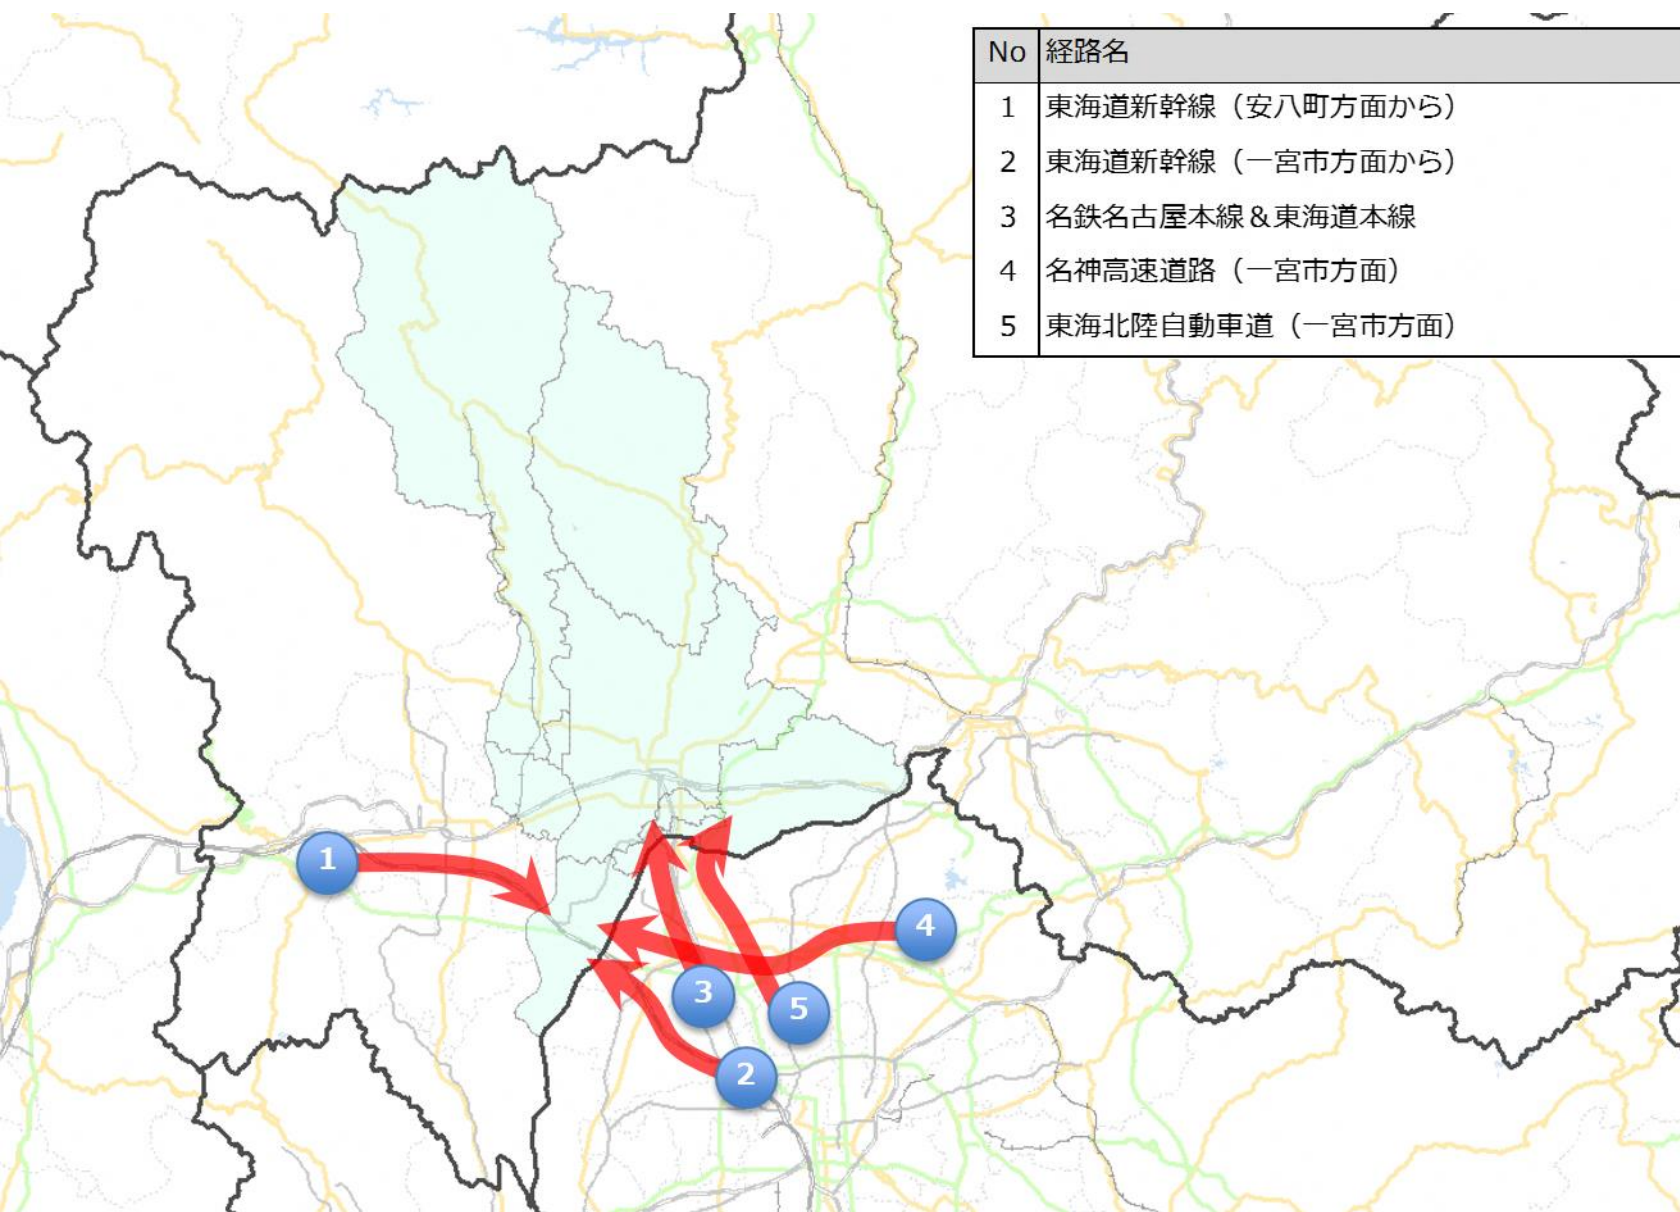 No 経路名
1 東海道新幹線（安八町方面から）
2 東海道新幹線（一宮市方面から）
3 名鉄名古屋本線＆東海道本線
4 名神高速道路（一宮市方面）
5 東海北陸自動車道（一宮市方面）
1
4
3
5
2